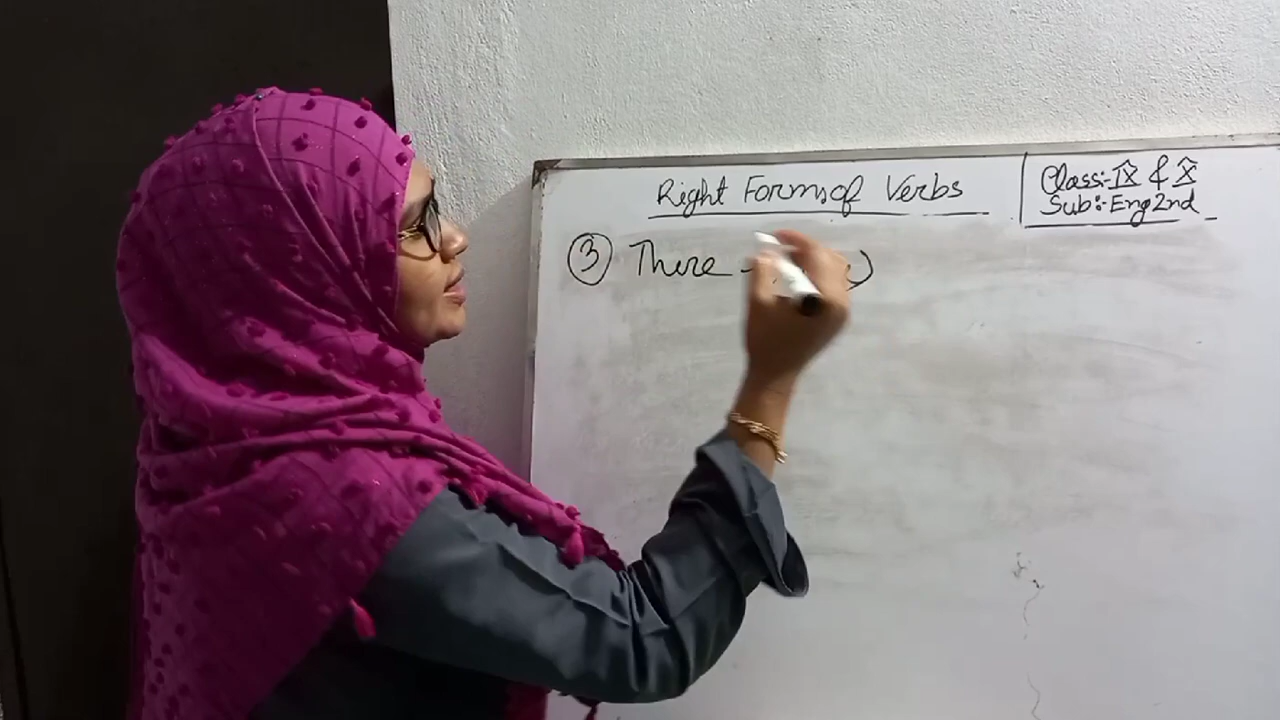 Right Forms of Verbs
Class:- IX & X
Sub:- Eng 2nd
③ There